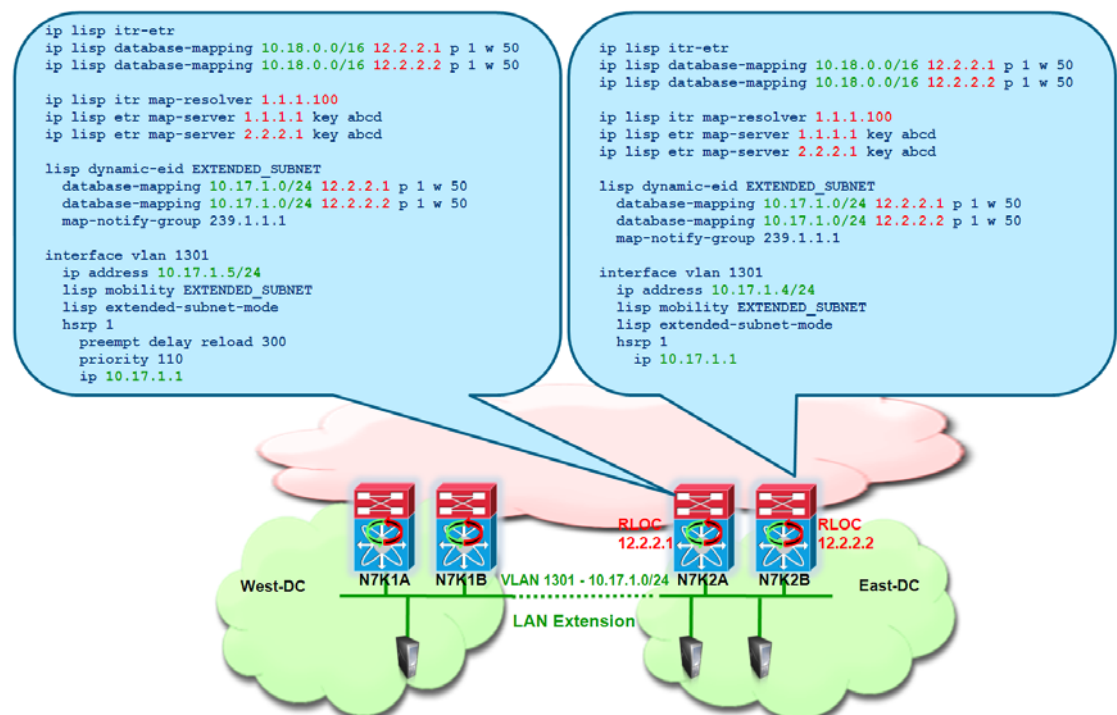 ip lisp itr-etr
ip lisp database-mapping 10.18.0.0/16 12.2.2.1 p 1 w 50
ip lisp database-mapping 10.18.0.0/16 12.2.2.2 p 1 w 50
ip lisp itr map-resolver 1.1.1.100
ip lisp etr map-server 1.1.1.1 key abcd
ip lisp etr map-server 2.2.2.1 key abcd
lisp dynamic-eid EXTENDED_SUBNET
database-mapping 10.17.1.0/24 12.2.2.1 p 1 w 50
database-mapping 10.17.1.0/24 12.2.2.2 p 1 w 50
map-notify-group 239.1.1.1
interface vlan 1301
ip address 10.17.1.5/24
lisp mobility EXTENDED_SUBNET
lisp extended-subnet-mode
hsrp 1
preempt delay reload 300
priority 110
ip 10.17.1.1
ip lisp itr-etr
ip lisp database-mapping 10.18.0.0/16 12.2.2.1 p 1 w 50
ip lisp database-mapping 10.18.0.0/16 12.2.2.2 p 1 w 50
ip lisp itr map-resolver 1.1.1.100
ip lisp etr map-server 1.1.1.1 key abcd
ip lisp etr map-server 2.2.2.1 key abcd
lisp dynamic-eid EXTENDED_SUBNET
database-mapping 10.17.1.0/24 12.2.2.1 p 1 w 50
database-mapping 10.17.1.0/24 12.2.2.2 p 1 w 50
map-notify-group 239.1.1.1
interface vlan 1301
ip address 10.17.1.4/24
lisp mobility EXTENDED_SUBNET
lisp extended-subnet-mode
hsrp 1
ip 10.17.1.1
RLOC
12.2.2.1
RLOC
12.2.2.2
West-DC
N7K1A
N7K1B
VLAN 1301 - 10.17.1.0/24
N7K2A
N7K2B
East-DC
LAN Extension